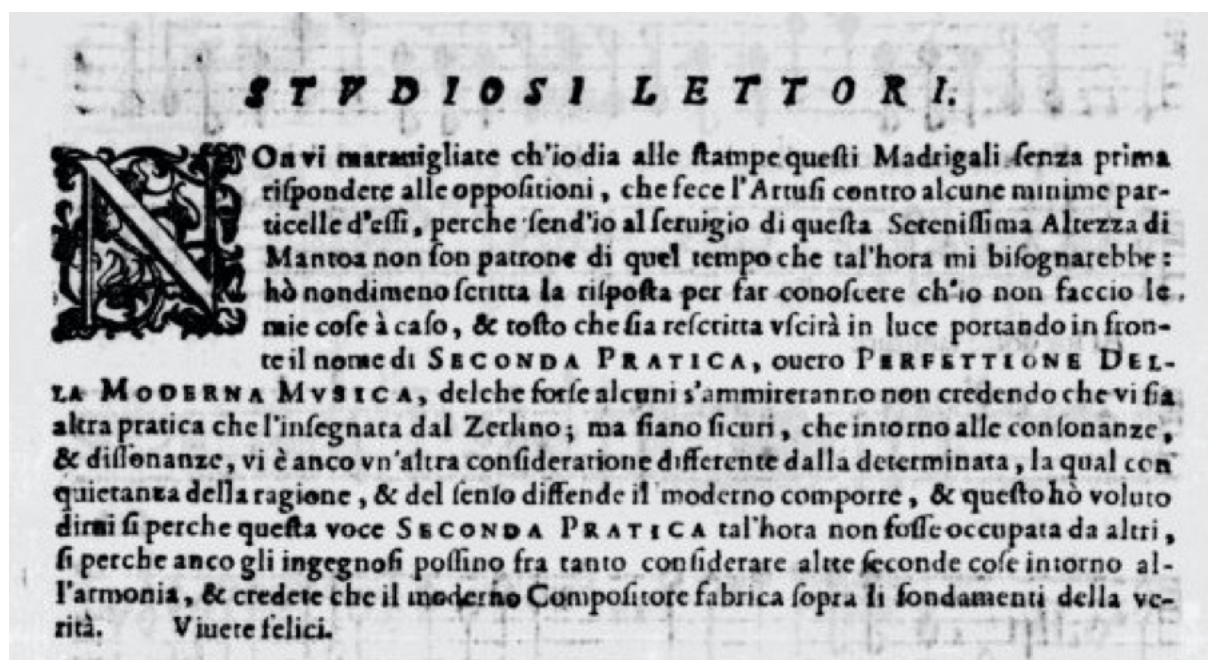 STVDIOSI LETTORI.
NOn vi marauigliate ch'io dia alle ſtampe queſti Madrigali ſenza prima
riſpondere alle oppoſitioni, che fece l'Artuſi contro alcune minime par-
ticelle d'eſſi, perche ſend'io al ſeruigio di queſta Sereniſſima Altezza di
Mantoa non ſon patrone di quel tempo che tal'hora mi biſognarebbe:
hò nondimeno ſcritta la riſpoſta per far conoſcere ch'io non faccio le
mie coſe à caſo, & toſto che ſia reſcritta vſcirà in luce portando in fron-
te il nome di SECONDA PRATICA, ouero PERFETTIONE DEL-
LA MODERNA MVSICA, delche forſe alcuni s'ammireranno non credendo che vi ſia
altra pratica che l'inſegnata dal Zerlino; ma ſiano ſicuri, che intorno alle conſonanze,
& diſſonanze, vi è anco vn'altra conſideratione differente dalla determinata, la qual con
quietanza della ragione, & del ſenſo diffende il moderno comporre, & queſto hò voluto
dirui ſi perche queſta voce SECONDA PRATICA tal'hora non foſſe occupata da altri,
ſi perche anco gli ingegnoſi poſſino fra tanto conſiderare altre ſeconde coſe intorno al-
l'armonia, & credete che il moderno Compoſitore fabrica ſopra li fondamenti della ve-
rità. Viuete felici.